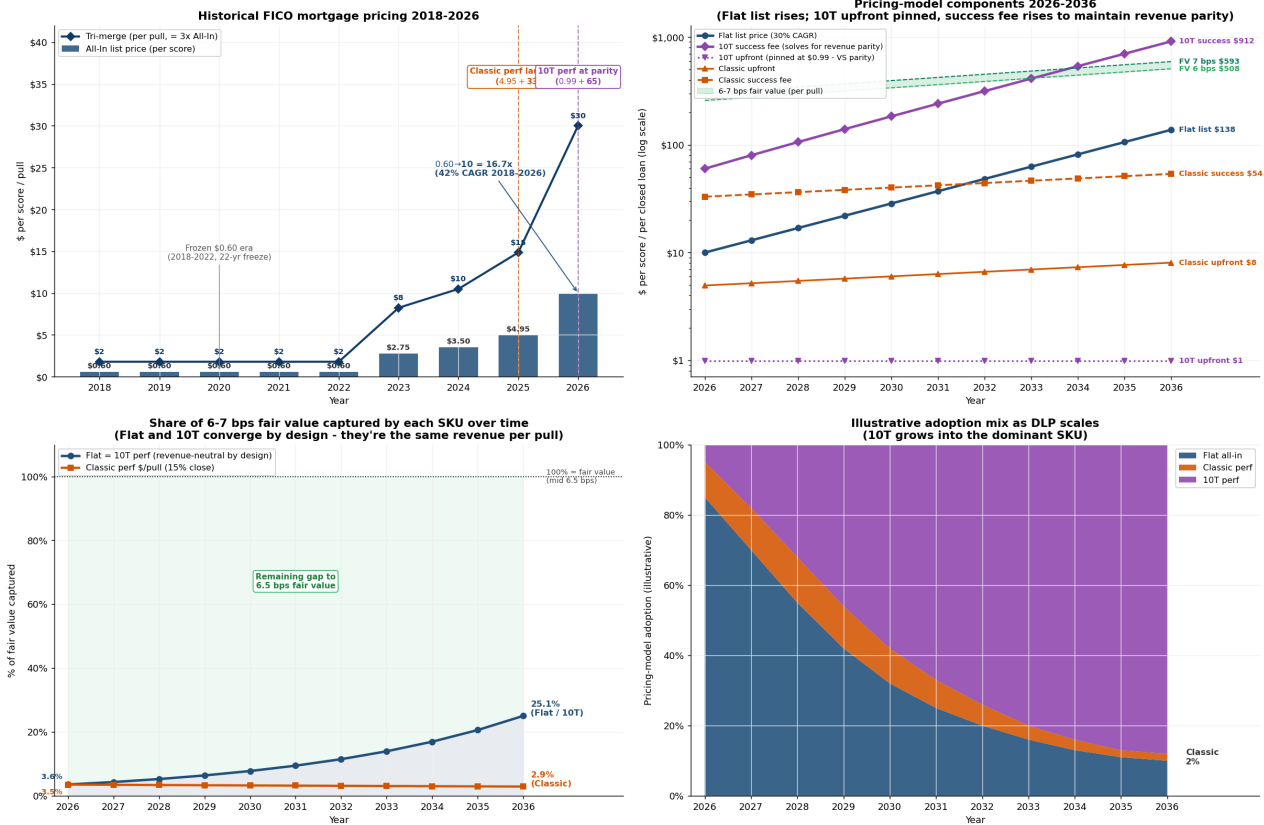 Historical FICO mortgage pricing 2018-2026
Tri-merge (per pull, = 3x All-In)
All-In list price (per score)
$40
$35
$30
$25
$20
$15
$10
$5
$0
$ per score / pull
Classic perf
(4.95 + 33
10T perf at parity
(0.99 + 65)
$30
0.60→10 = 16.7x
(42% CAGR 2018-2026)
Frozen $0.60 era
(2018-2022, 22-yr freeze)
$2
$2
$2
$2
$2
$8
$10
$15
$0.60
$0.60
$0.60
$0.60
$0.60
$2.75
$3.50
$4.95
2018
2019
2020
2021
2022
2023
2024
2025
2026
Year
Pricing-model components 2026-2036
(Flat list rises; 10T upfront pinned, success fee rises to maintain revenue parity)
Flat list price (30% CAGR)
10T success fee (solves for revenue parity)
10T upfront (pinned at $0.99 - VS parity)
Classic upfront
Classic success fee
6-7 bps fair value (per pull)
$1,000
$100
$10
$1
$ per score / per closed loan (log scale)
10T success $912
FV 7 bps $593
FV 6 bps $508
Flat list $138
Classic success $54
Classic upfront $8
10T upfront $1
2026
2027
2028
2029
2030
2031
2032
2033
2034
2035
2036
Year
Share of 6-7 bps fair value captured by each SKU over time
(Flat and 10T converge by design - they're the same revenue per pull)
Flat = 10T perf (revenue-neutral by design)
Classic perf $/pull (15% close)
100%
80%
60%
40%
20%
0%
% of fair value captured
100% = fair value
(mid 6.5 bps)
Remaining gap to
6.5 bps fair value
25.1%
(Flat / 10T)
2.9%
(Classic)
3.6%
3.5%
2026
2027
2028
2029
2030
2031
2032
2033
2034
2035
2036
Year
Illustrative adoption mix as DLP scales
(10T grows into the dominant SKU)
Flat all-in
Classic perf
10T perf
100%
80%
60%
40%
20%
0%
Pricing-model adoption (illustrative)
Classic
2%
2026
2027
2028
2029
2030
2031
2032
2033
2034
2035
2036
Year